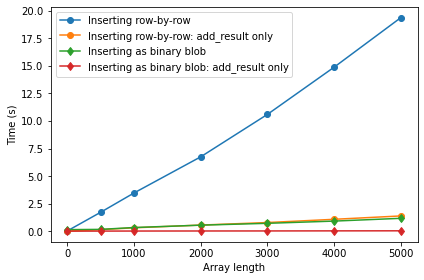 Inserting row-by-row
Inserting row-by-row: add_result only
Inserting as binary blob
Inserting as binary blob: add_result only
20.0
17.5
15.0
12.5
10.0
7.5
5.0
2.5
0.0
Time (s)
0 1000 2000 3000 4000 5000
Array length